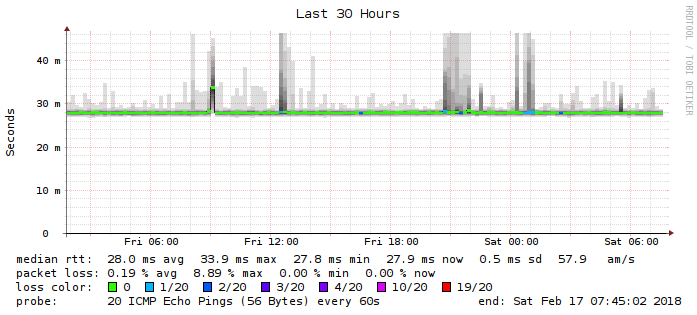 Last 30 Hours
RRDTOOL / TOBI OETIKER
Seconds
40 m
30 m
20 m
10 m
0
Fri 06:00 Fri 12:00 Fri 18:00 Sat 00:00 Sat 06:00
median rtt: 28.0 ms avg 33.9 ms max 27.8 ms min 27.9 ms now 0.5 ms sd 57.9 am/s
packet loss: 0.19 % avg 8.89 % max 0.00 % min 0.00 % now
loss color: 0 1/20 2/20 3/20 4/20 10/20 19/20
probe: 20 ICMP Echo Pings (56 Bytes) every 60s end: Sat Feb 17 07:45:02 2018